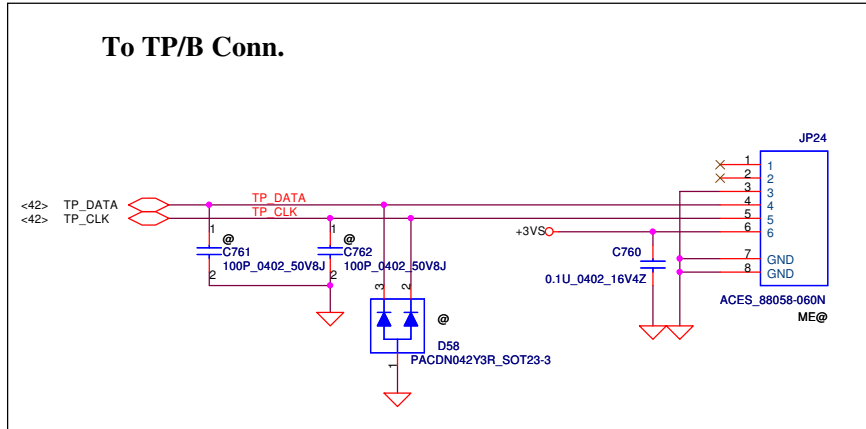 To TP/B Conn.
JP24
1 1
2 2
3 3
<42> TP_DATA TP_DATA 4 4
<42> TP_CLK TP_CLK 5 5
+3VS 6 6
1 @ 1 @
C761 C762 C760
100P_0402_50V8J 100P_0402_50V8J
2 2
7 GND
8 GND
0.1U_0402_16V4Z
3 2
ACES_88058-060N
ME@
@
D58
PACDN042Y3R_SOT23-3
1